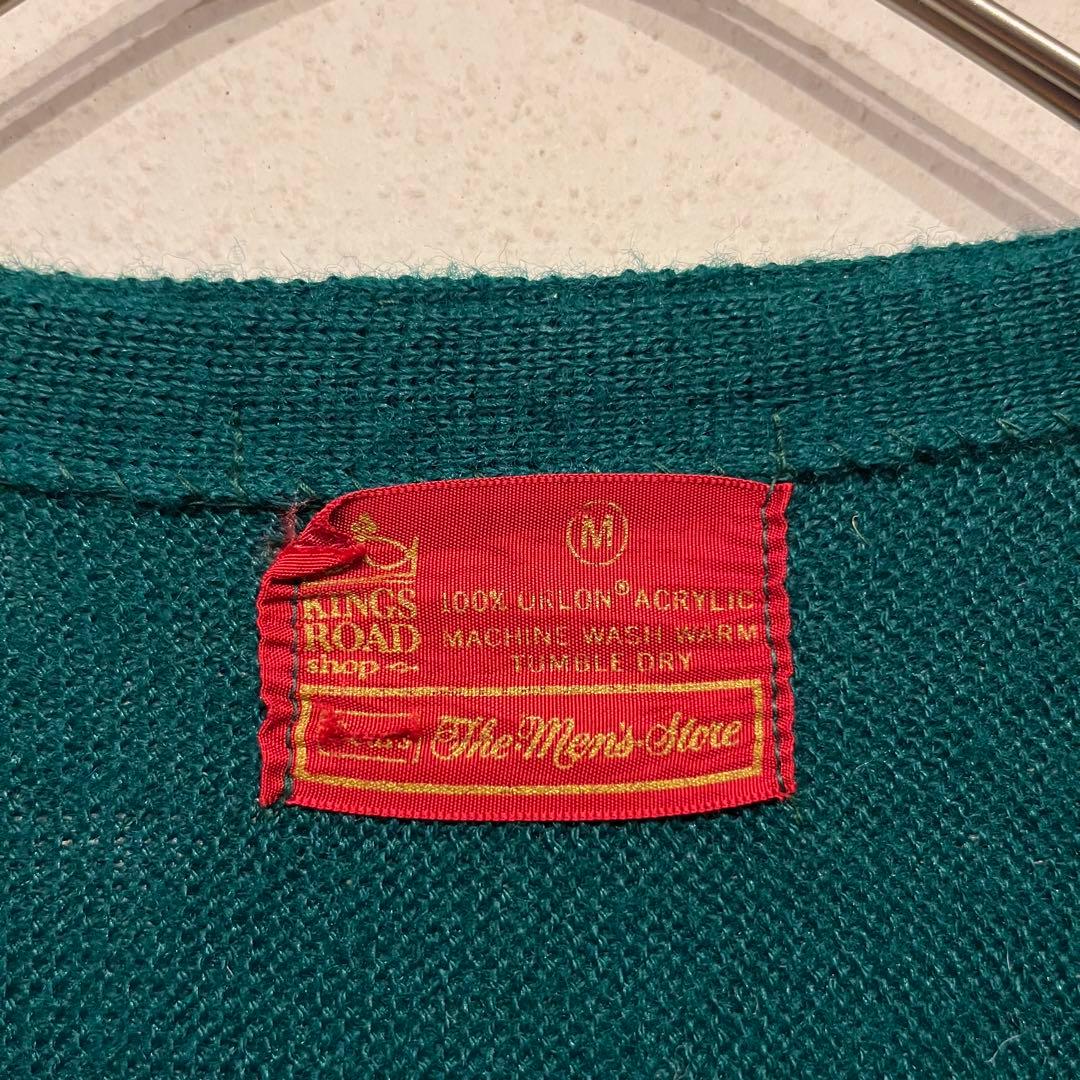 M
KINGS
ROAD
shop
100% ORLON® ACRYLIC
MACHINE WASH WARM
TUMBLE DRY
The Men's Store